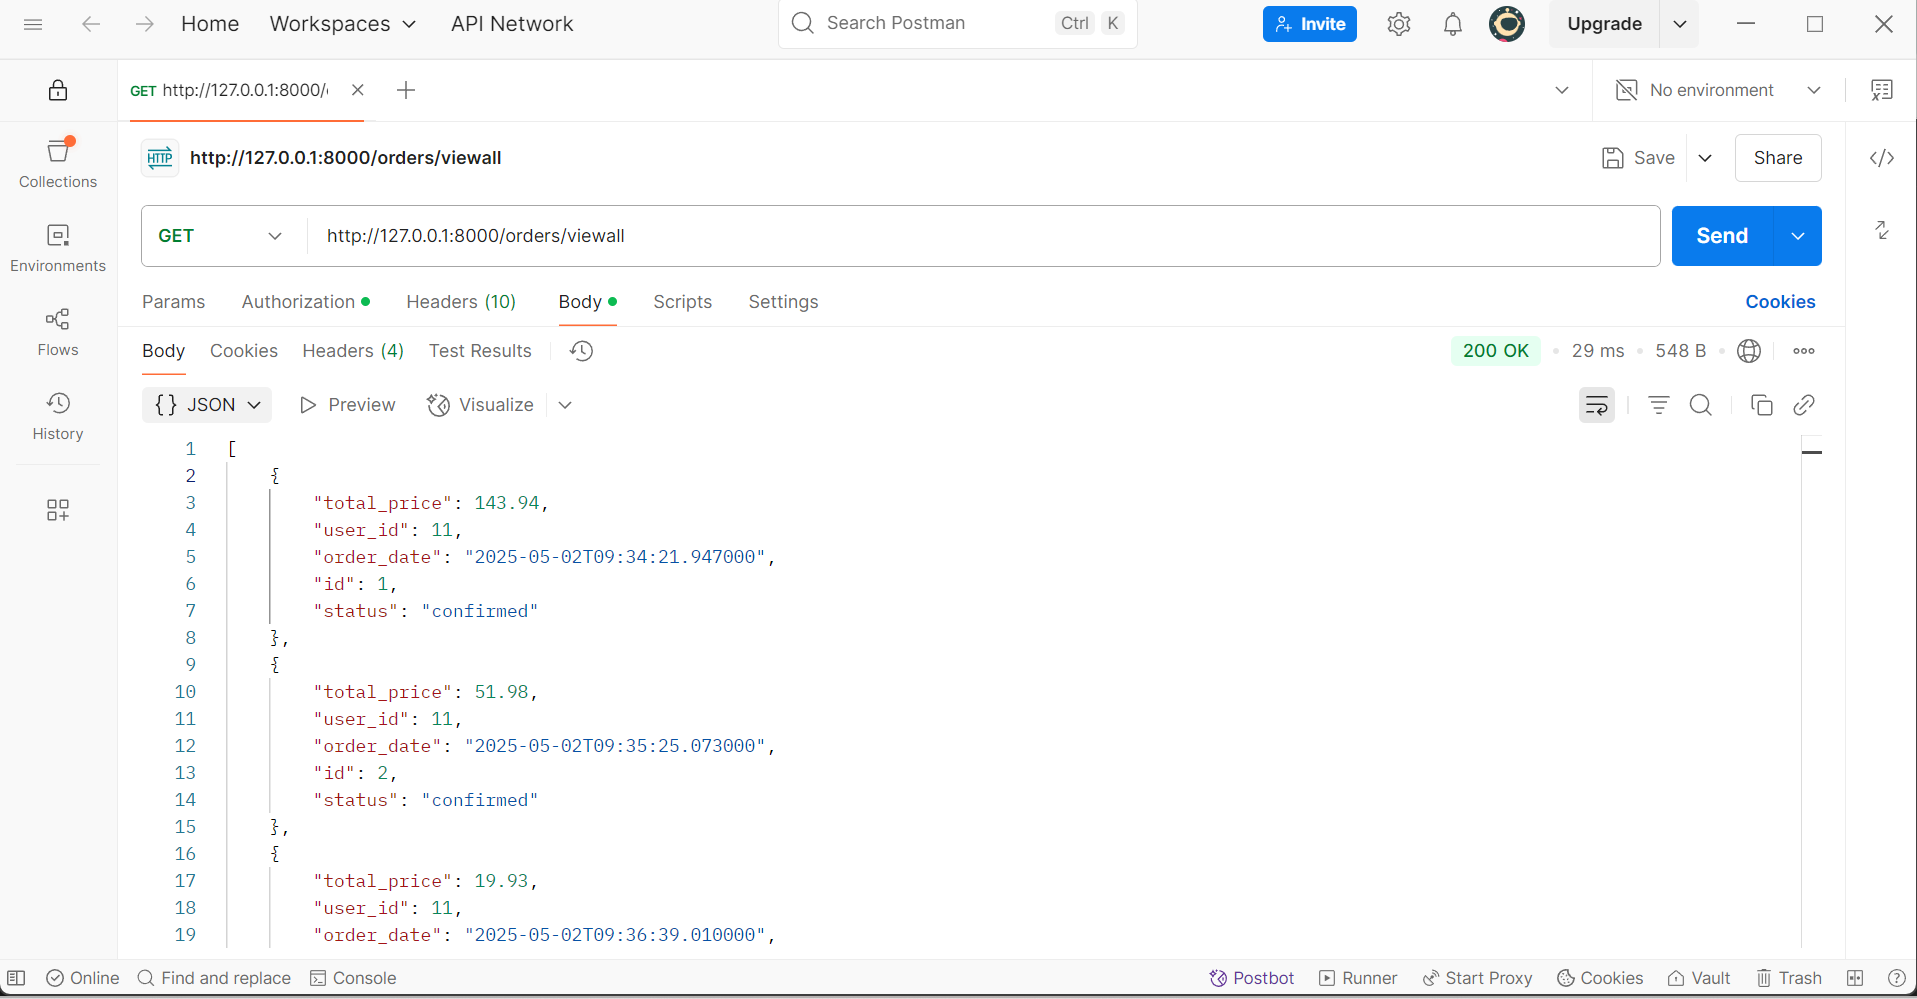 Home Workspaces API Network Search Postman Ctrl K Invite Upgrade
GET http://127.0.0.1:8000/ No environment
Collections
Environments
Flows
History
HTTP http://127.0.0.1:8000/orders/viewall Save Share
GET http://127.0.0.1:8000/orders/viewall Send
Params Authorization Headers (10) Body Scripts Settings Cookies
Body Cookies Headers (4) Test Results 200 OK 29 ms 548 B
{} JSON Preview Visualize
1 [
2 {
3 "total_price": 143.94,
4 "user_id": 11,
5 "order_date": "2025-05-02T09:34:21.947000",
6 "id": 1,
7 "status": "confirmed"
8 },
9 {
10 "total_price": 51.98,
11 "user_id": 11,
12 "order_date": "2025-05-02T09:35:25.073000",
13 "id": 2,
14 "status": "confirmed"
15 },
16 {
17 "total_price": 19.93,
18 "user_id": 11,
19 "order_date": "2025-05-02T09:36:39.010000",
Online Find and replace Console Postbot Runner Start Proxy Cookies Vault Trash